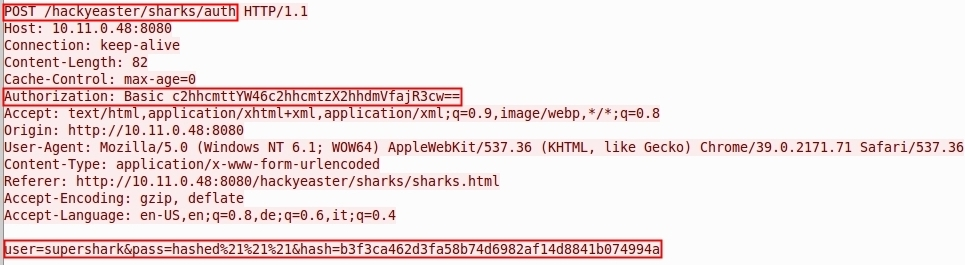 POST /hackyeaster/sharks/auth HTTP/1.1
Host: 10.11.0.48:8080
Connection: keep-alive
Content-Length: 82
Cache-Control: max-age=0
Authorization: Basic c2hhcmttYW46c2hhcmtzX2hhdmVfajR3cw==
Accept: text/html,application/xhtml+xml,application/xml;q=0.9,image/webp,*/*;q=0.8
Origin: http://10.11.0.48:8080
User-Agent: Mozilla/5.0 (Windows NT 6.1; WOW64) AppleWebKit/537.36 (KHTML, like Gecko) Chrome/39.0.2171.71 Safari/537.36
Content-Type: application/x-www-form-urlencoded
Referer: http://10.11.0.48:8080/hackyeaster/sharks/sharks.html
Accept-Encoding: gzip, deflate
Accept-Language: en-US,en;q=0.8,de;q=0.6,it;q=0.4
user=supershark&pass=hashed%21%21%21&hash=b3f3ca462d3fa58b74d6982af14d8841b074994a